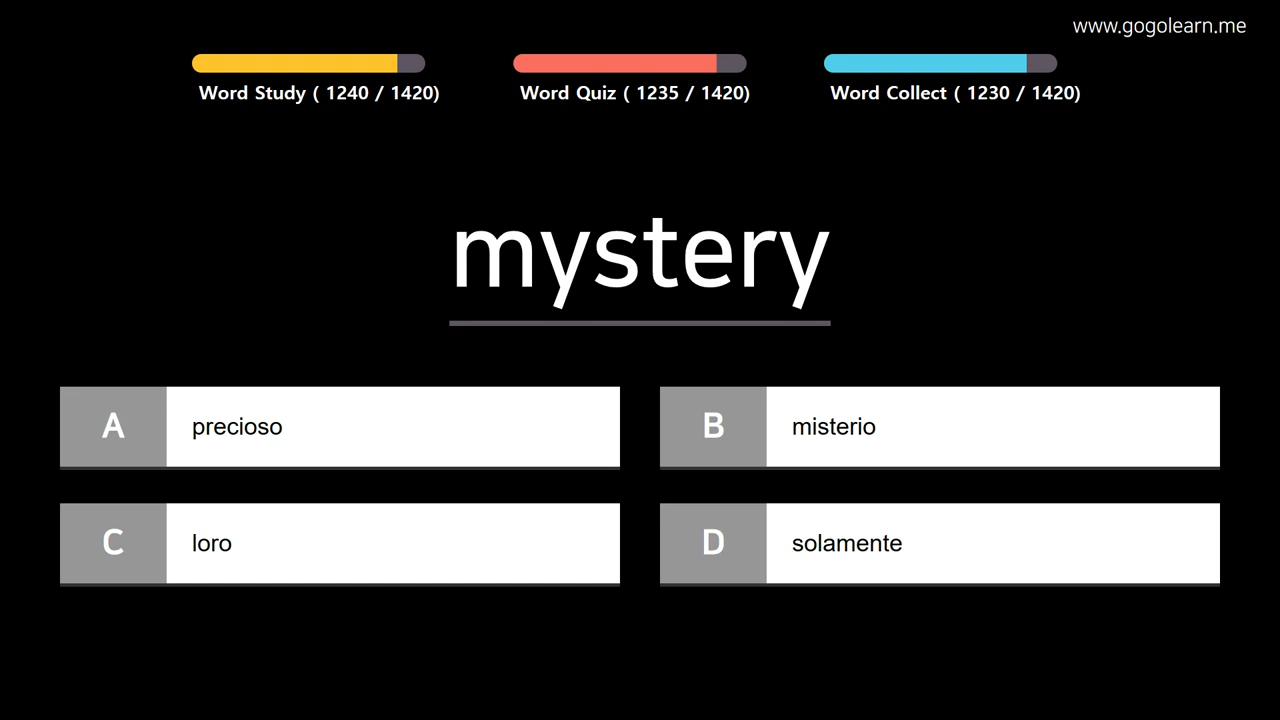 www.gogolearn.me
Word Study ( 1240 / 1420)
Word Quiz ( 1235 / 1420)
Word Collect ( 1230 / 1420)
mystery
A precioso
B misterio
C loro
D solamente